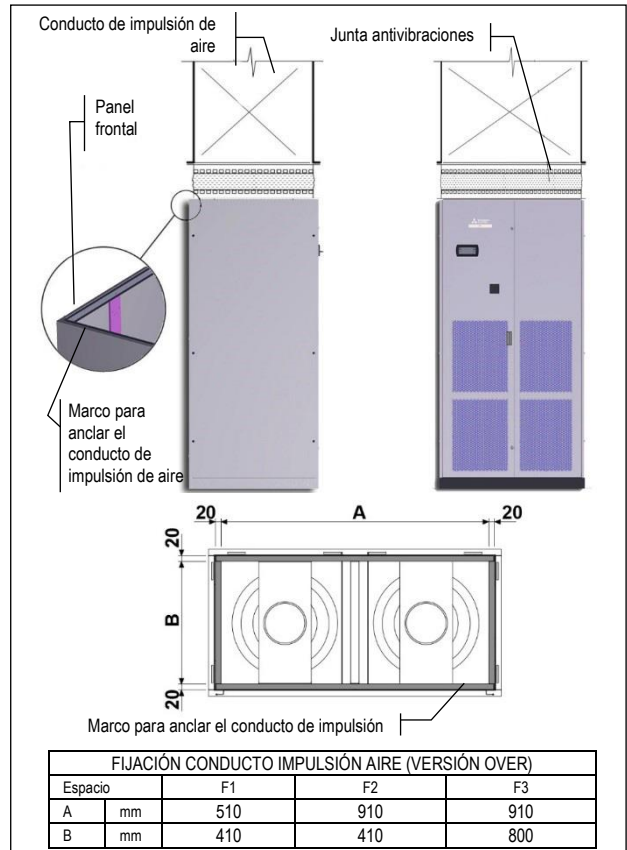 Conducto de impulsión de
aire
Junta antivibraciones
Panel
frontal
Marco para
anclar el
conducto de
impulsión de aire
20
A
20
20
B
20
Marco para anclar el conducto de impulsión
FIJACIÓN CONDUCTO IMPULSIÓN AIRE (VERSIÓN OVER)
Espacio F1 F2 F3
A mm 510 910 910
B mm 410 410 800